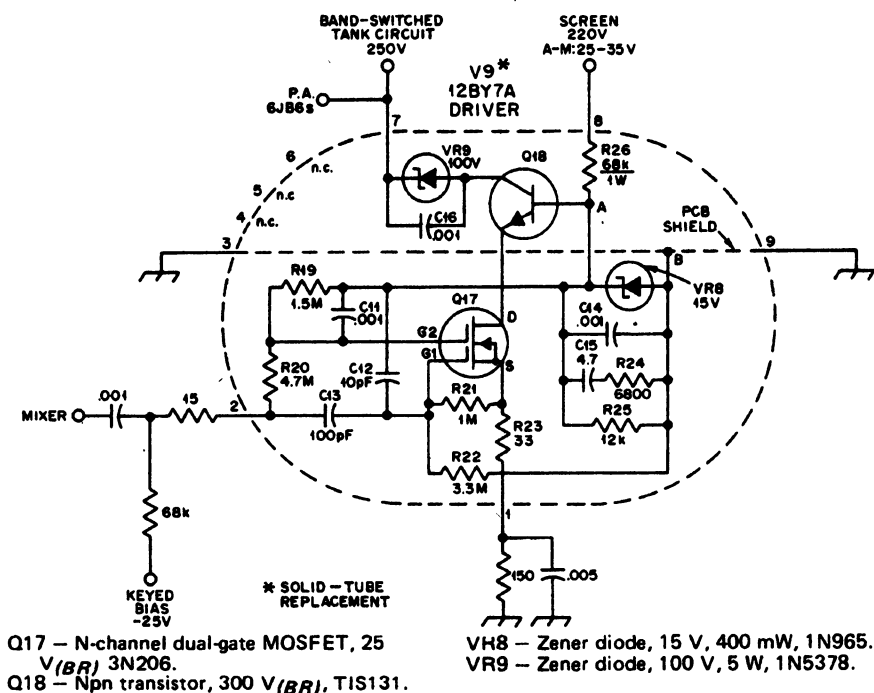 BAND-SWITCHED
TANK CIRCUIT
250V
SCREEN
220V
A-M:25-35V
V9*
12BY7A
DRIVER
P.A.
6JB6s
7
8
6
n.c.
VR9
100V
Q18
R26
68k
1W
5
n.c
C16
.001
A
4
n.c.
PCB
SHIELD
3
B
9
R19
1.5M
C11
.001
Q17
D
VR8
15V
G2
G1
S
C14
.001
R20
4.7M
C12
10pF
C15
4.7
R24
6800
MIXER
.001
15
2
C13
100pF
R21
1M
R23
33
R25
12k
R22
3.3M
68k
1
150
.005
KEYED
BIAS
-25V
* SOLID-TUBE
REPLACEMENT
Q17 — N-channel dual-gate MOSFET, 25
V(BR) 3N206.
Q18 — Npn transistor, 300 V(BR), TIS131.
VH8 — Zener diode, 15 V, 400 mW, 1N965.
VR9 — Zener diode, 100 V, 5 W, 1N5378.